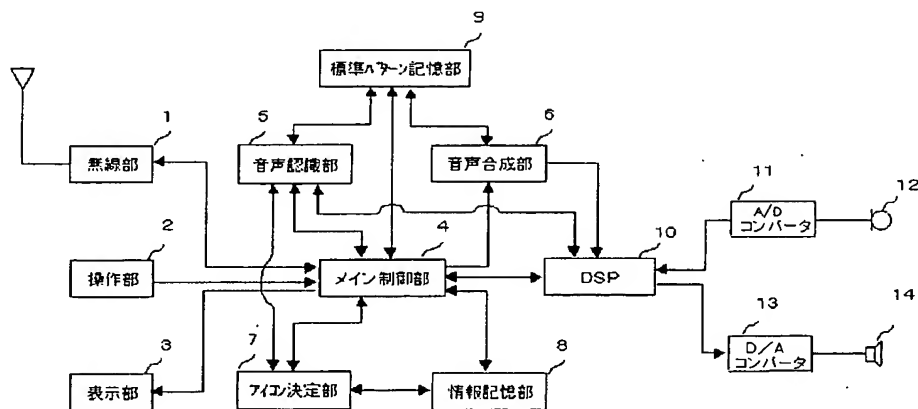 9
標準パターン記憶部
1
無線部
5
音声認識部
6
音声合成部
11
A/D
コンバータ
12
2
操作部
4
メイン制御部
10
DSP
3
表示部
7
アイコン決定部
8
情報記憶部
13
D/A
コンバータ
14